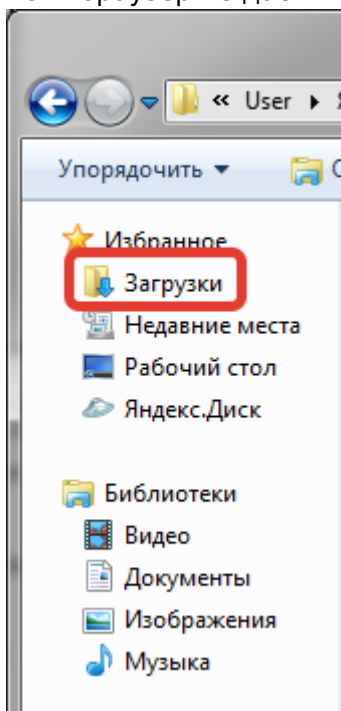 « User ▸
Упорядочить ▼
Избранное
Загрузки
Недавние места
Рабочий стол
Яндекс.Диск
Библиотеки
Видео
Документы
Изображения
Музыка